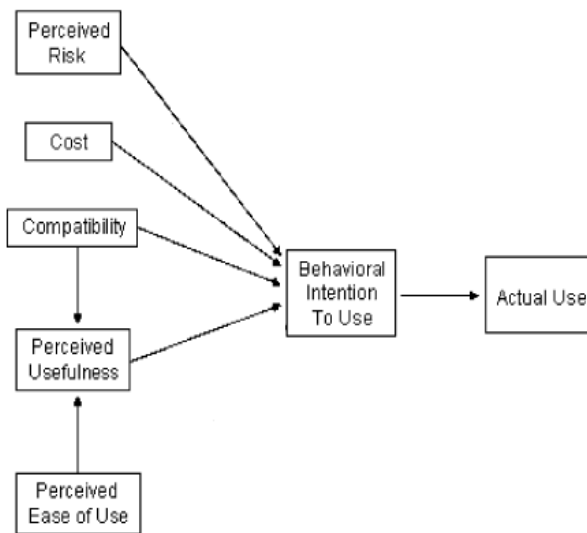 Perceived
Risk
Cost
Compatibility
Perceived
Usefulness
Perceived
Ease of Use
Behavioral
Intention
To Use
Actual Use